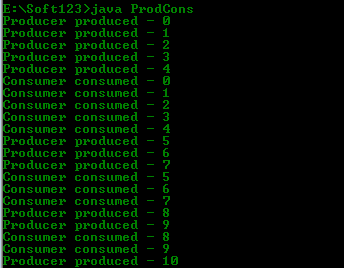 E:\Soft123>java ProdCons
Producer produced - 0
Producer produced - 1
Producer produced - 2
Producer produced - 3
Producer produced - 4
Consumer consumed - 0
Consumer consumed - 1
Consumer consumed - 2
Consumer consumed - 3
Consumer consumed - 4
Producer produced - 5
Producer produced - 6
Producer produced - 7
Consumer consumed - 5
Consumer consumed - 6
Consumer consumed - 7
Producer produced - 8
Producer produced - 9
Consumer consumed - 8
Consumer consumed - 9
Producer produced - 10